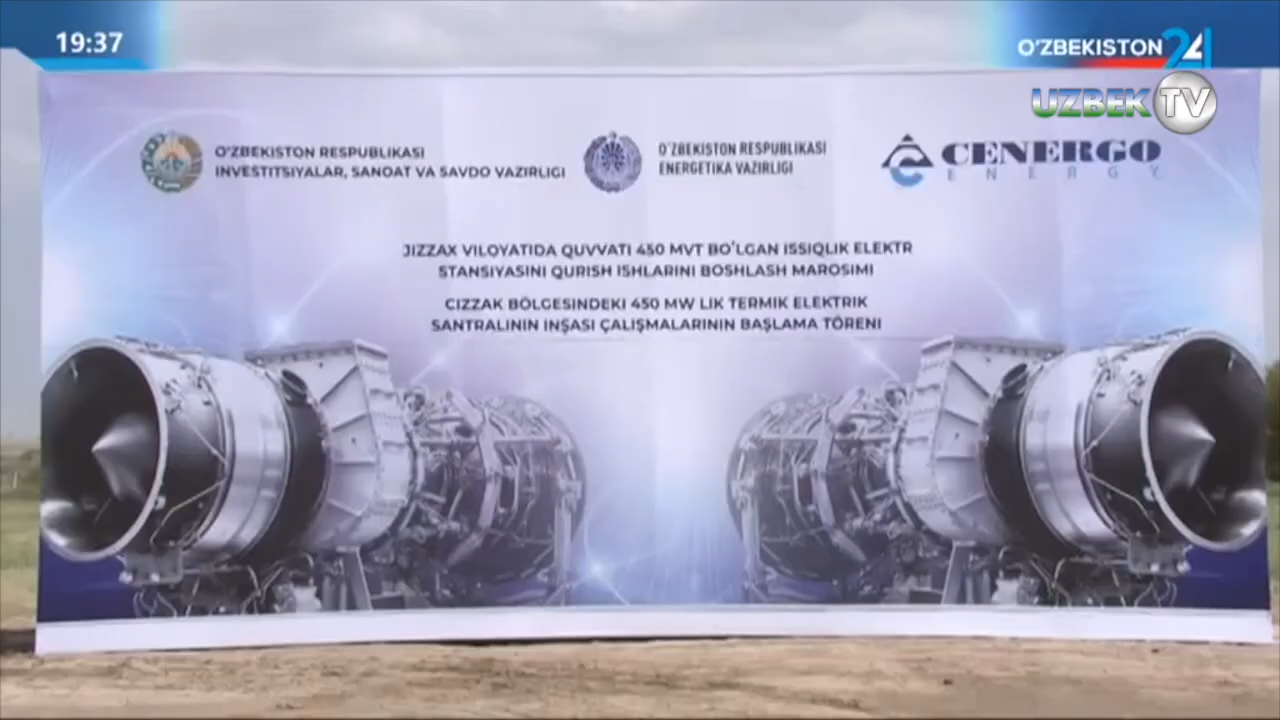 19:37
O'ZBEKISTON 24
UZBEK TV
O'ZBEKISTON RESPUBLIKASI
INVESTITSIYALAR, SANOAT VA SAVDO VAZIRLIGI
O'ZBEKISTON RESPUBLIKASI
ENERGETIKA VAZIRLIGI
CENERGO
ENERGY
JIZZAX VILOYATIDA QUVVATI 450 MVT BO'LGAN ISSIQLIK ELEKTR
STANSIYASINI QURISH ISHLARINI BOSHLASH MAROSIMI
CIZZAK BÖLGESINDEKI 450 MW LIK TERMIK ELEKTRIK
SANTRALININ INŞASI ÇALIŞMALARININ BAŞLAMA TÖRENI